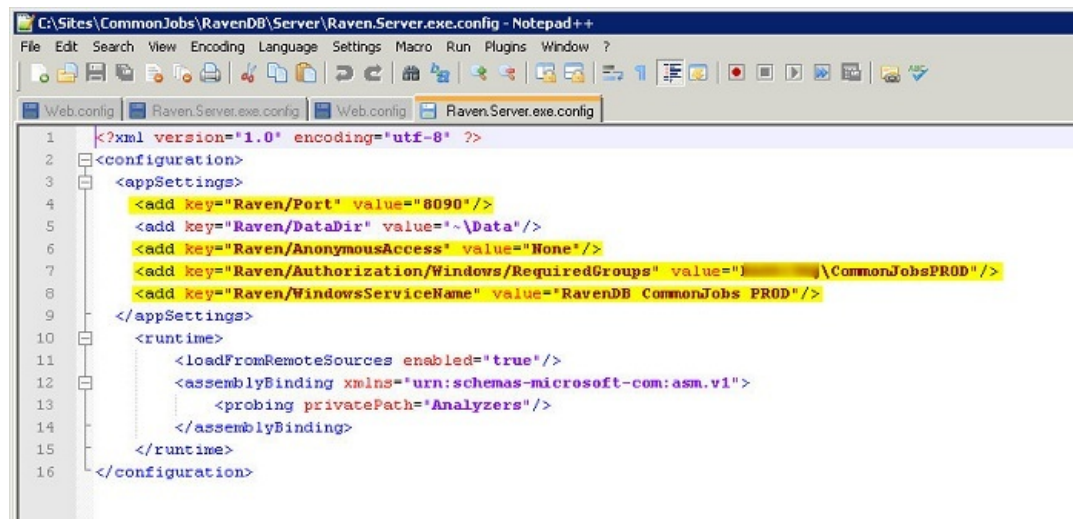 C:\Sites\CommonJobs\RavenDB\Server\Raven.Server.exe.config - Notepad++
File Edit Search View Encoding Language Settings Macro Run Plugins Window ?
Web.config Raven.Server.exe.config Web.config Raven.Server.exe.config
1 <?xml version="1.0" encoding="utf-8" ?>
2 <configuration>
3 <appSettings>
4 <add key="Raven/Port" value="8090"/>
5 <add key="Raven/DataDir" value="~\Data"/>
6 <add key="Raven/AnonymousAccess" value="None"/>
7 <add key="Raven/Authorization/Windows/RequiredGroups" value="\CommonJobsPROD"/>
8 <add key="Raven/WindowsServiceName" value="RavenDB CommonJobs PROD"/>
9 </appSettings>
10 <runtime>
11 <loadFromRemoteSources enabled="true"/>
12 <assemblyBinding xmlns="urn:schemas-microsoft-com:asm.v1">
13 <probing privatePath="Analyzers"/>
14 </assemblyBinding>
15 </runtime>
16 </configuration>